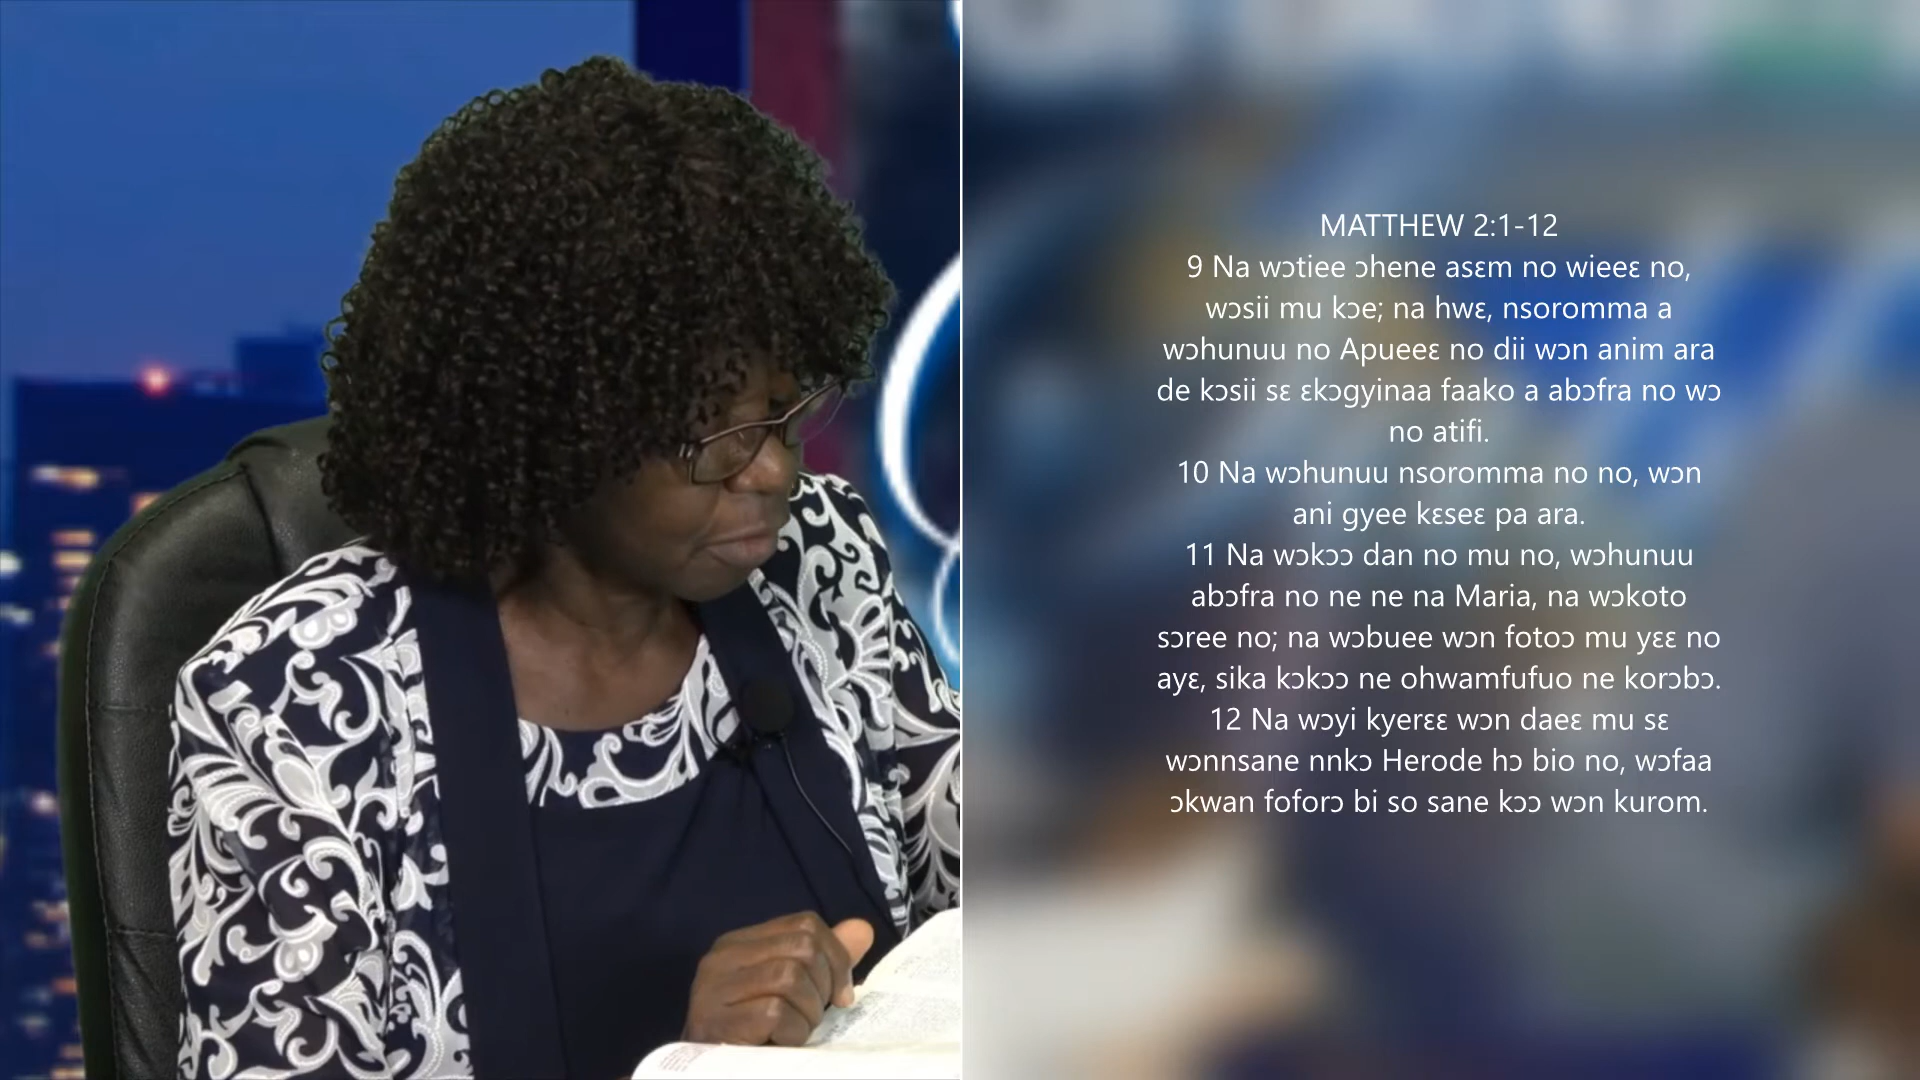 MATTHEW 2:1-12
9 Na wɔtiee ɔhene asɛm no wieeɛ no,
wɔsii mu kɔe; na hwɛ, nsoromma a
wɔhunuu no Apueeɛ no dii wɔn anim ara
de kɔsii sɛ ɛkɔgyinaa faako a abɔfra no wɔ
no atifi.
10 Na wɔhunuu nsoromma no no, wɔn
ani gyee kɛseɛ pa ara.
11 Na wɔkɔɔ dan no mu no, wɔhunuu
abɔfra no ne ne na Maria, na wɔkoto
sɔree no; na wɔbuee wɔn fotoɔ mu yɛɛ no
ayɛ, sika kɔkɔɔ ne ohwamfufuo ne korɔbɔ.
12 Na wɔyi kyerɛɛ wɔn daeɛ mu sɛ
wɔnnsane nnkɔ Herode hɔ bio no, wɔfaa
ɔkwan foforɔ bi so sane kɔɔ wɔn kurom.